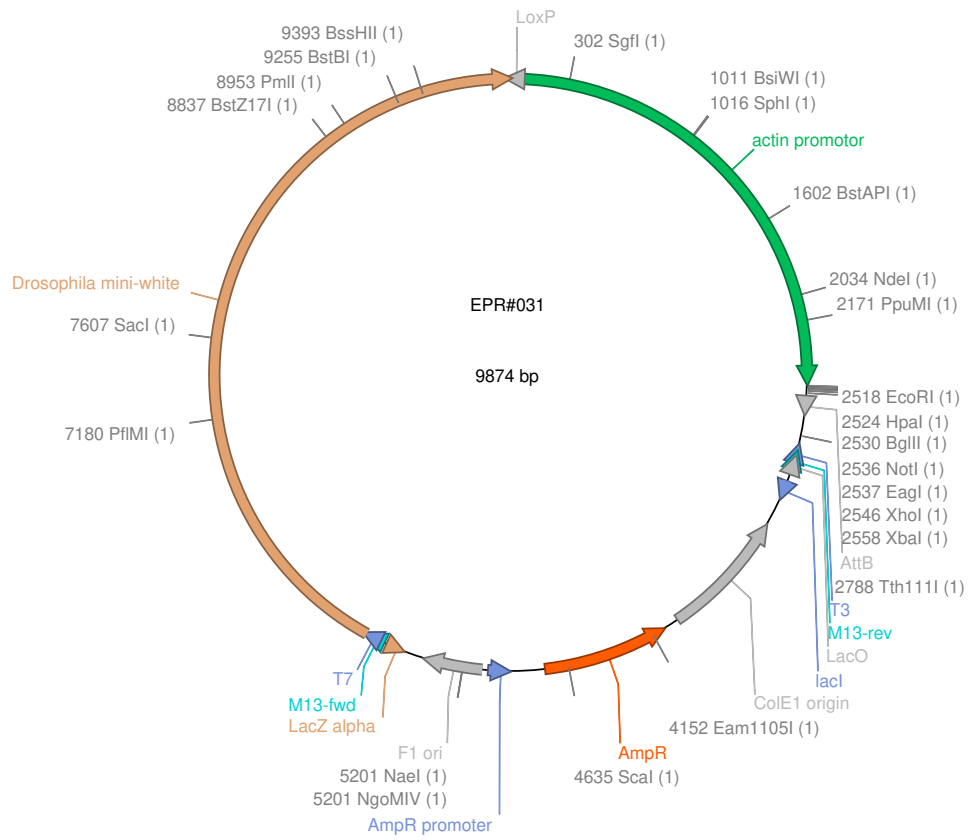 LoxP
9393 BssHII (1)
302 SgfI (1)
9255 BstBI (1)
8953 PmlI (1)
1011 BsiWI (1)
8837 BstZ17I (1)
1016 SphI (1)
actin promotor
1602 BstAPI (1)
Drosophila mini-white
2034 NdeI (1)
EPR#031
2171 PpuMI (1)
7607 SacI (1)
9874 bp
2518 EcoRI (1)
2524 HpaI (1)
7180 PflMI (1)
2530 BglII (1)
2536 NotI (1)
2537 EagI (1)
2546 XhoI (1)
2558 XbaI (1)
AttB
2788 Tth111I (1)
T3
M13-rev
LacO
T7
lacI
M13-fwd
ColE1 origin
LacZ alpha
4152 Eam1105I (1)
F1 ori
AmpR
5201 NaeI (1)
4635 ScaI (1)
5201 NgoMIV (1)
AmpR promoter